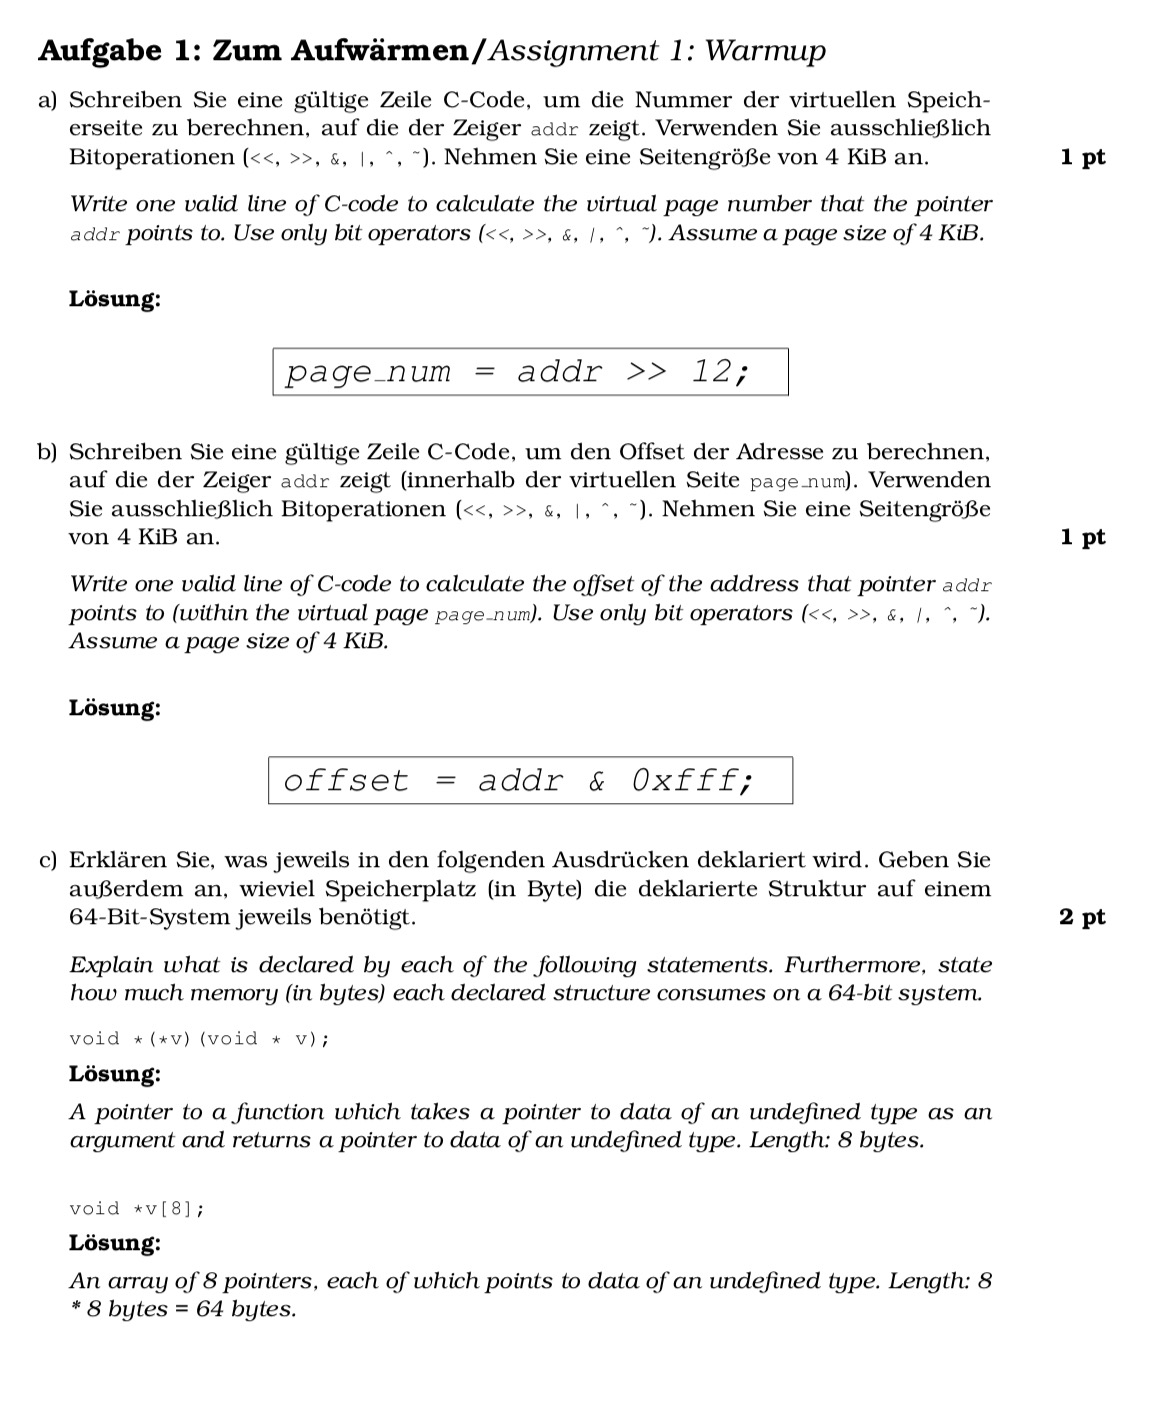 Aufgabe 1: Zum Aufwärmen/Assignment 1: Warmup
a) Schreiben Sie eine gültige Zeile C-Code, um die Nummer der virtuellen Speich-
erseite zu berechnen, auf die der Zeiger addr zeigt. Verwenden Sie ausschließlich
Bitoperationen (<<, >>, &, |, ^, ~). Nehmen Sie eine Seitengröße von 4 KiB an. 1 pt
Write one valid line of C-code to calculate the virtual page number that the pointer
addr points to. Use only bit operators (<<, >>, &, |, ^, ~). Assume a page size of 4 KiB.
Lösung:
page_num = addr >> 12;
b) Schreiben Sie eine gültige Zeile C-Code, um den Offset der Adresse zu berechnen,
auf die der Zeiger addr zeigt (innerhalb der virtuellen Seite page_num). Verwenden
Sie ausschließlich Bitoperationen (<<, >>, &, |, ^, ~). Nehmen Sie eine Seitengröße
von 4 KiB an. 1 pt
Write one valid line of C-code to calculate the offset of the address that pointer addr
points to (within the virtual page page_num). Use only bit operators (<<, >>, &, |, ^, ~).
Assume a page size of 4 KiB.
Lösung:
offset = addr & 0xfff;
c) Erklären Sie, was jeweils in den folgenden Ausdrücken deklariert wird. Geben Sie
außerdem an, wieviel Speicherplatz (in Byte) die deklarierte Struktur auf einem
64-Bit-System jeweils benötigt. 2 pt
Explain what is declared by each of the following statements. Furthermore, state
how much memory (in bytes) each declared structure consumes on a 64-bit system.
void *(*v)(void * v);
Lösung:
A pointer to a function which takes a pointer to data of an undefined type as an
argument and returns a pointer to data of an undefined type. Length: 8 bytes.
void *v[8];
Lösung:
An array of 8 pointers, each of which points to data of an undefined type. Length: 8
* 8 bytes = 64 bytes.